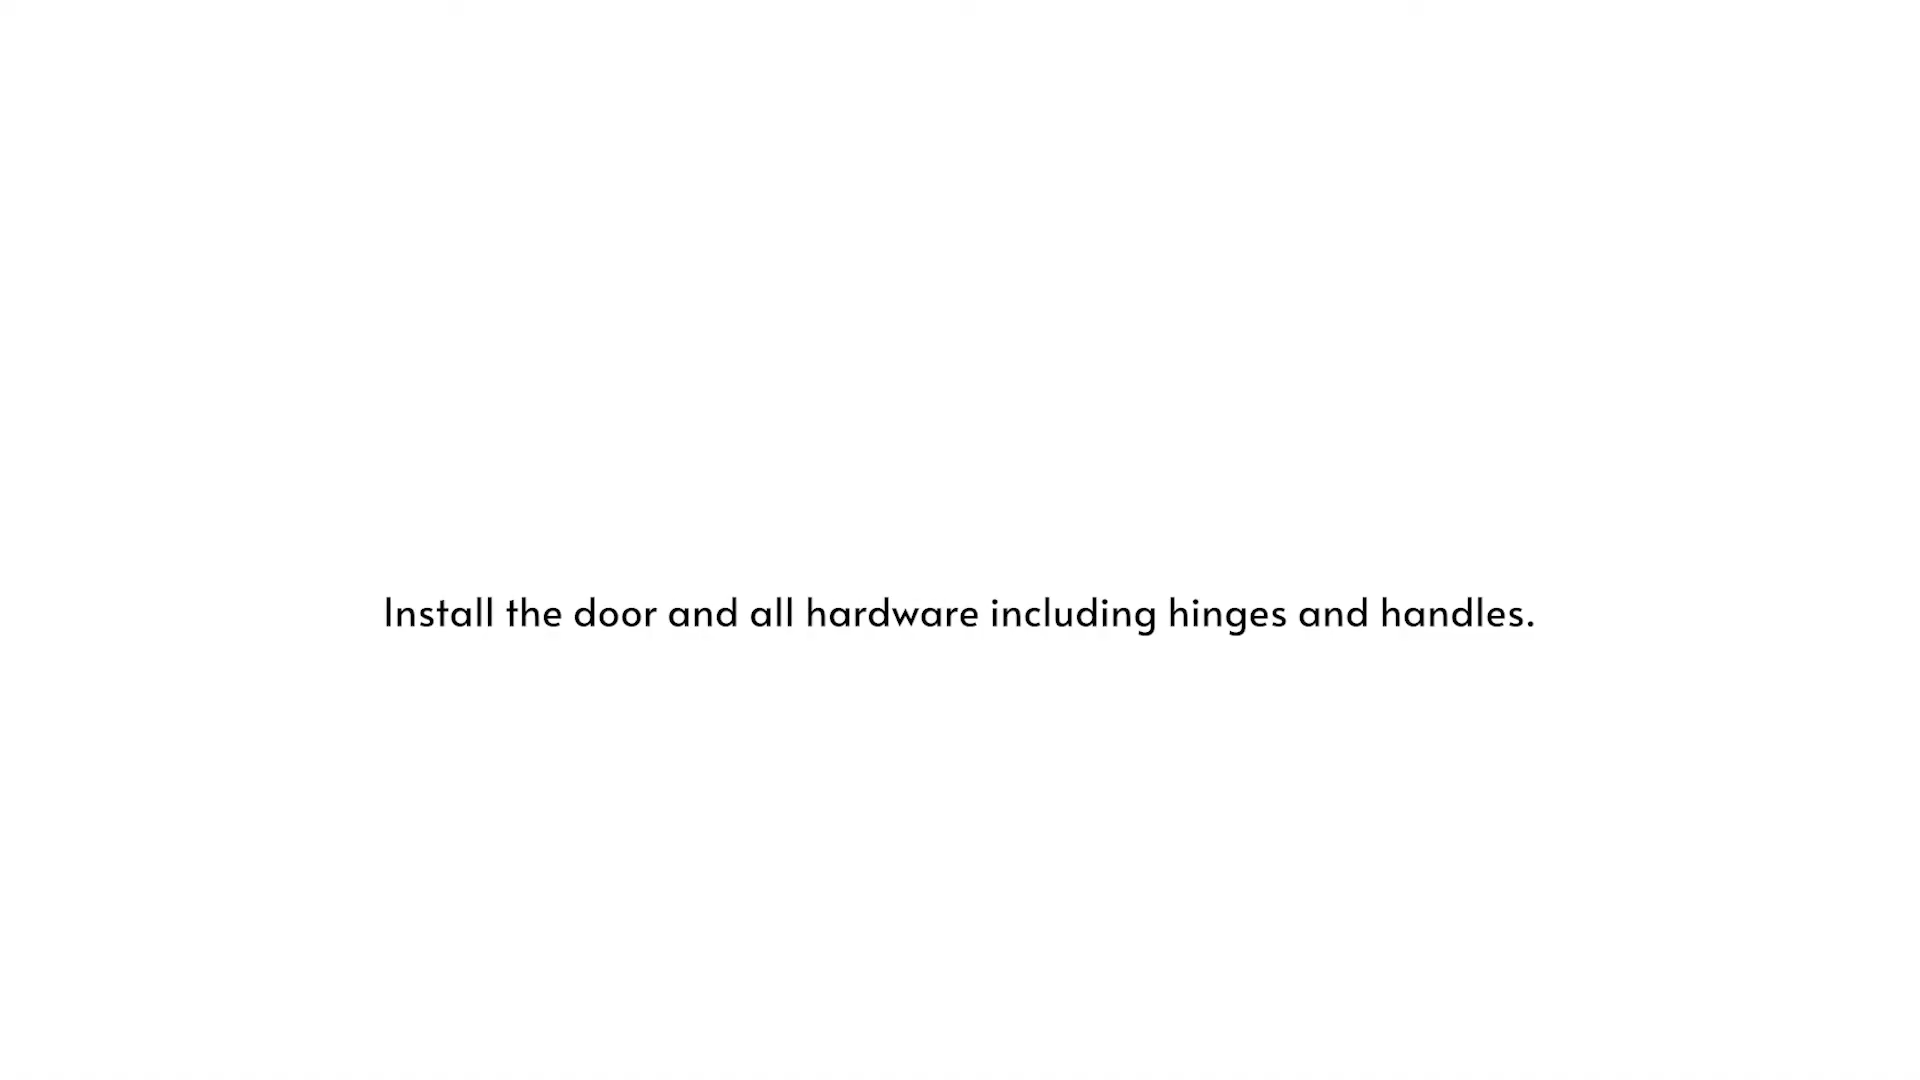 Install the door and all hardware including hinges and handles.